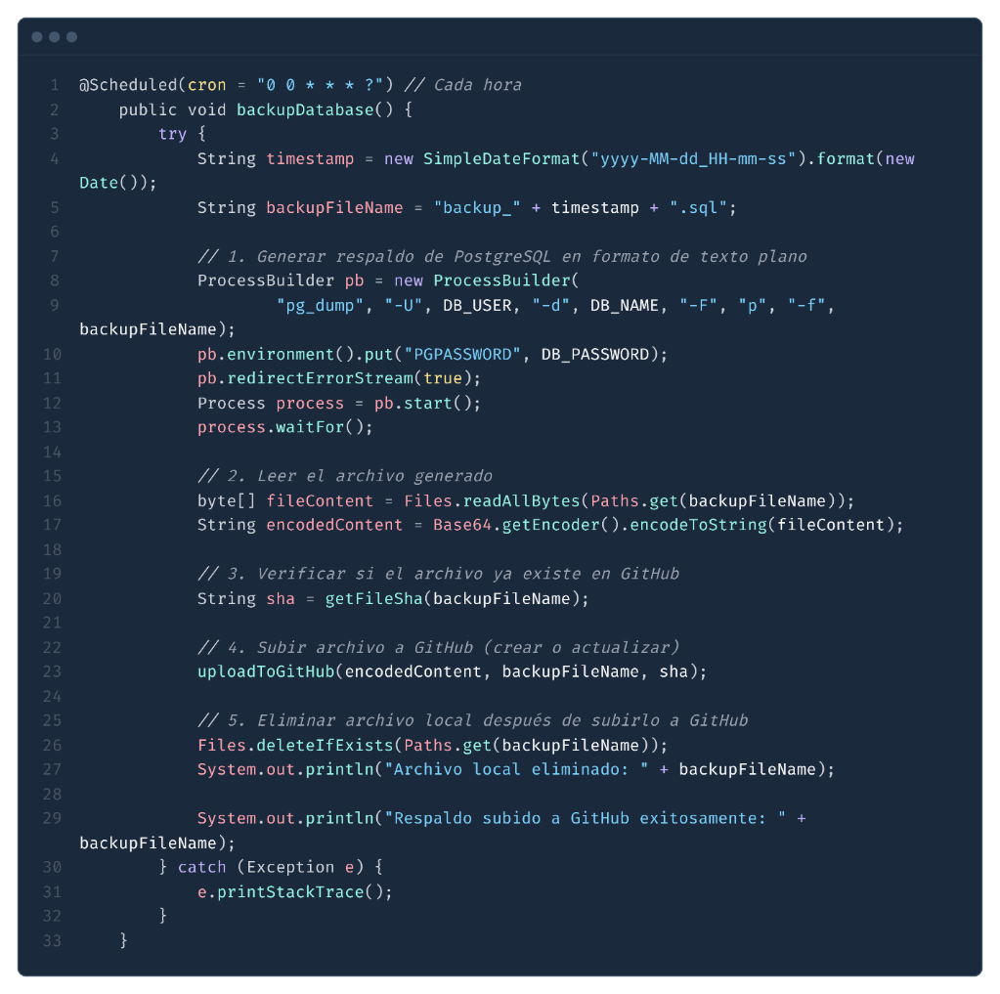 1 @Scheduled(cron = "0 0 * * * ?") // Cada hora
2     public void backupDatabase() {
3         try {
4             String timestamp = new SimpleDateFormat("yyyy-MM-dd_HH-mm-ss").format(new
Date());
5             String backupFileName = "backup_" + timestamp + ".sql";
6
7             // 1. Generar respaldo de PostgreSQL en formato de texto plano
8             ProcessBuilder pb = new ProcessBuilder(
9                     "pg_dump", "-U", DB_USER, "-d", DB_NAME, "-F", "p", "-f",
backupFileName);
10             pb.environment().put("PGPASSWORD", DB_PASSWORD);
11             pb.redirectErrorStream(true);
12             Process process = pb.start();
13             process.waitFor();
14
15             // 2. Leer el archivo generado
16             byte[] fileContent = Files.readAllBytes(Paths.get(backupFileName));
17             String encodedContent = Base64.getEncoder().encodeToString(fileContent);
18
19             // 3. Verificar si el archivo ya existe en GitHub
20             String sha = getFileSha(backupFileName);
21
22             // 4. Subir archivo a GitHub (crear o actualizar)
23             uploadToGitHub(encodedContent, backupFileName, sha);
24
25             // 5. Eliminar archivo local después de subirlo a GitHub
26             Files.deleteIfExists(Paths.get(backupFileName));
27             System.out.println("Archivo local eliminado: " + backupFileName);
28
29             System.out.println("Respaldo subido a GitHub exitosamente: " +
backupFileName);
30         } catch (Exception e) {
31             e.printStackTrace();
32         }
33     }